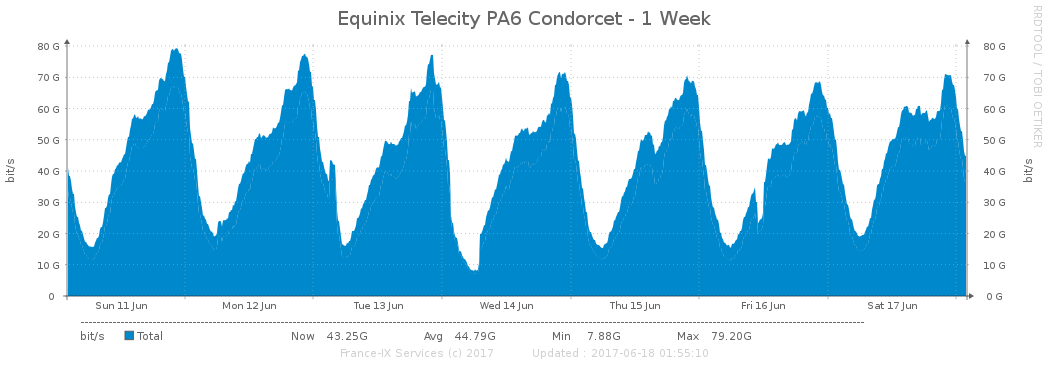 Equinix Telecity PA6 Condorcet - 1 Week
RRDTOOL / TOBI OETIKER
80 G 80 G
70 G 70 G
60 G 60 G
50 G 50 G
40 G 40 G
30 G 30 G
20 G 20 G
10 G 10 G
0 0 G
bit/s bit/s
Sun 11 Jun Mon 12 Jun Tue 13 Jun Wed 14 Jun Thu 15 Jun Fri 16 Jun Sat 17 Jun
bit/s Total Now 43.25G Avg 44.79G Min 7.88G Max 79.20G
France-IX Services (c) 2017 Updated : 2017-06-18 01:55:10